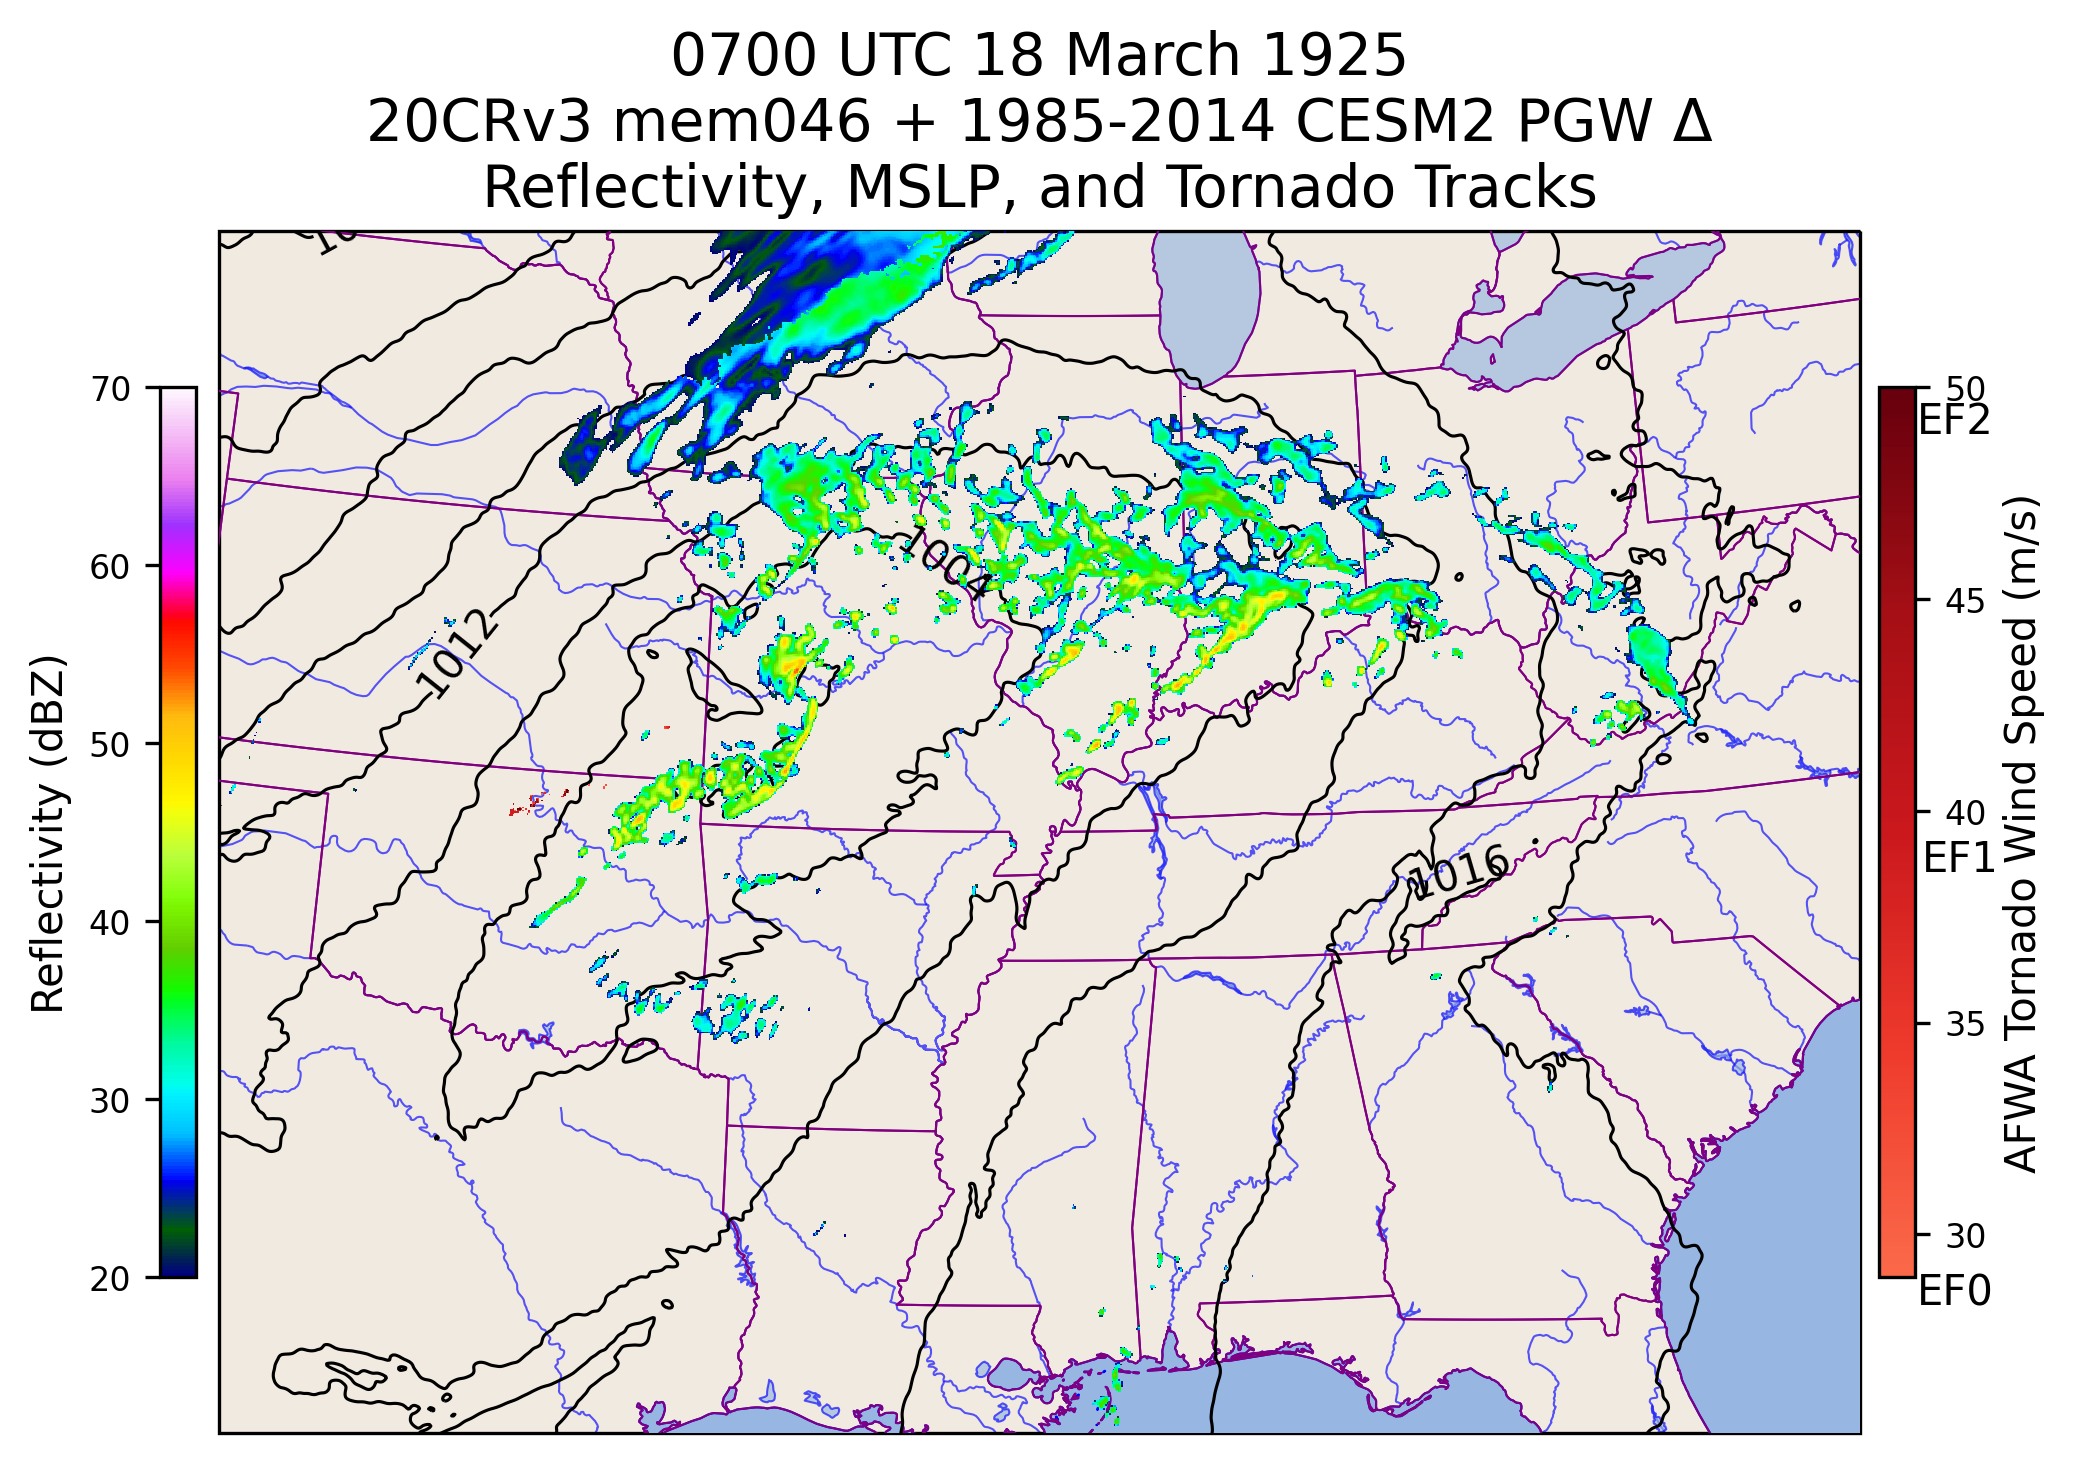 0700 UTC 18 March 1925
20CRv3 mem046 + 1985-2014 CESM2 PGW Δ
Reflectivity, MSLP, and Tornado Tracks
70
60
50
40
30
20
Reflectivity (dBZ)
1012
1004
1016
50
EF2
45
40
EF1
35
30
EF0
AFWA Tornado Wind Speed (m/s)